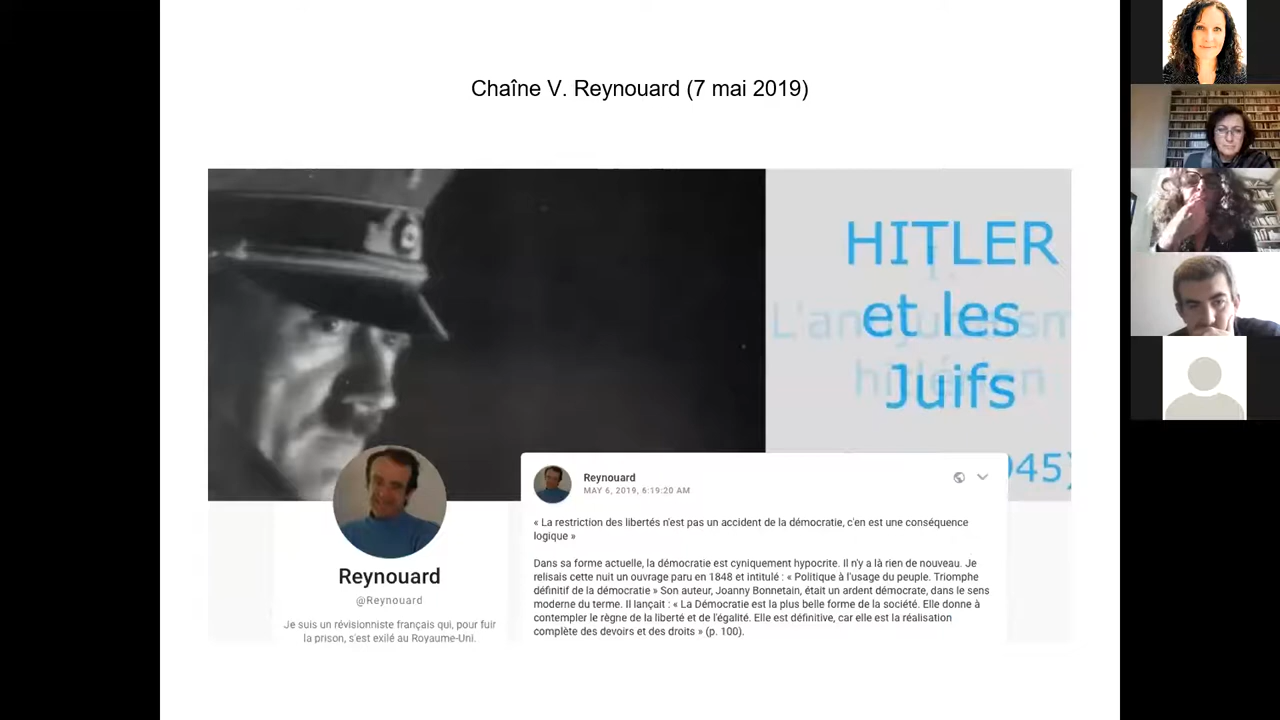 Chaîne V. Reynouard (7 mai 2019)
HITLER
et les
Juifs
945)
Reynouard
MAY 6, 2019, 6:19:20 AM
« La restriction des libertés n'est pas un accident de la démocratie, c'en est une conséquence
logique »
Dans sa forme actuelle, la démocratie est cyniquement hypocrite. Il n'y a là rien de nouveau. Je
relisais cette nuit un ouvrage paru en 1848 et intitulé : « Politique à l'usage du peuple. Triomphe
définitif de la démocratie » Son auteur, Joanny Bonnetain, était un ardent démocrate, dans le sens
moderne du terme. Il lançait : « La Démocratie est la plus belle forme de la société. Elle donne à
contempler le règne de la liberté et de l'égalité. Elle est définitive, car elle est la réalisation
complète des devoirs et des droits » (p. 100).
Reynouard
@Reynouard
Je suis un révisionniste français qui, pour fuir
la prison, s'est exilé au Royaume-Uni.